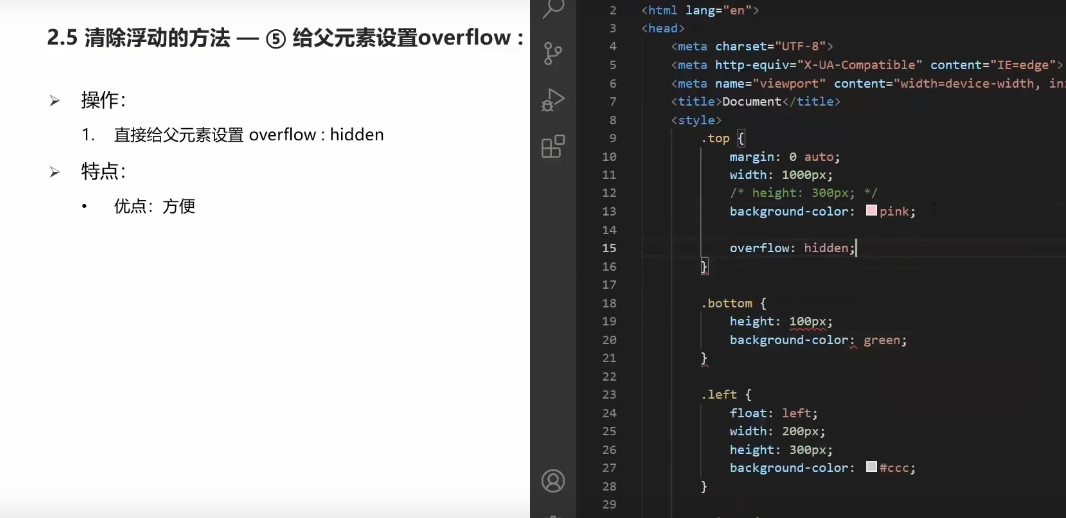 2.5 清除浮动的方法 — ⑤ 给父元素设置overflow :
操作：
1. 直接给父元素设置 overflow : hidden
特点：
• 优点：方便
2 <html lang="en">
3 <head>
4 <meta charset="UTF-8">
5 <meta http-equiv="X-UA-Compatible" content="IE=edge">
6 <meta name="viewport" content="width=device-width, ini
7 <title>Document</title>
8 <style>
9 .top {
10 margin: 0 auto;
11 width: 1000px;
12 /* height: 300px; */
13 background-color: pink;
14
15 overflow: hidden;
16 }
17
18 .bottom {
19 height: 100px;
20 background-color: green;
21 }
22
23 .left {
24 float: left;
25 width: 200px;
26 height: 300px;
27 background-color: #ccc;
28 }
29